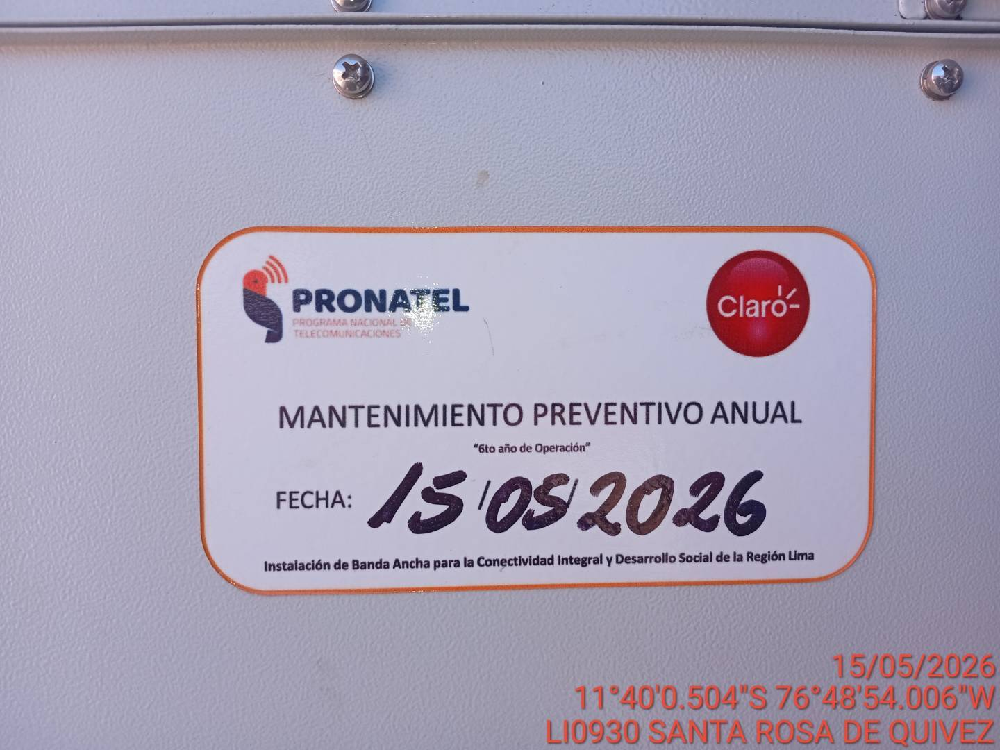 PRONATEL
PROGRAMA NACIONAL DE
TELECOMUNICACIONES
Claro
MANTENIMIENTO PREVENTIVO ANUAL
“6to año de Operación”
FECHA: 15/05/2026
Instalación de Banda Ancha para la Conectividad Integral y Desarrollo Social de la Región Lima
15/05/2026
11°40'0.504"S 76°48'54.006"W
LI0930 SANTA ROSA DE QUIVEZ